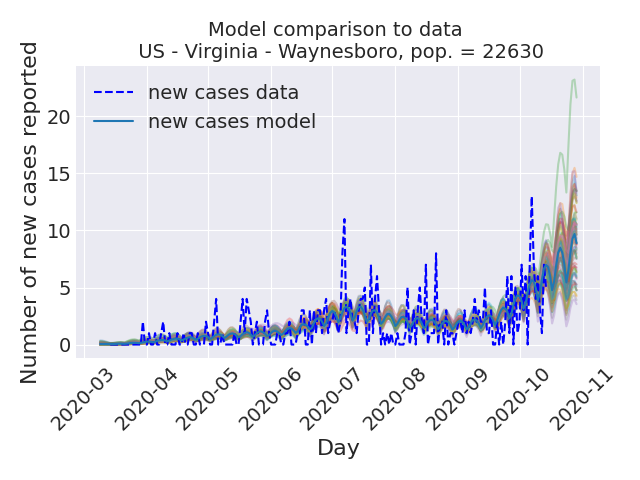 Model comparison to data
US - Virginia - Waynesboro, pop. = 22630
Number of new cases reported
new cases data
new cases model
20
15
10
5
0
2020-03
2020-04
2020-05
2020-06
2020-07
2020-08
2020-09
2020-10
2020-11
Day